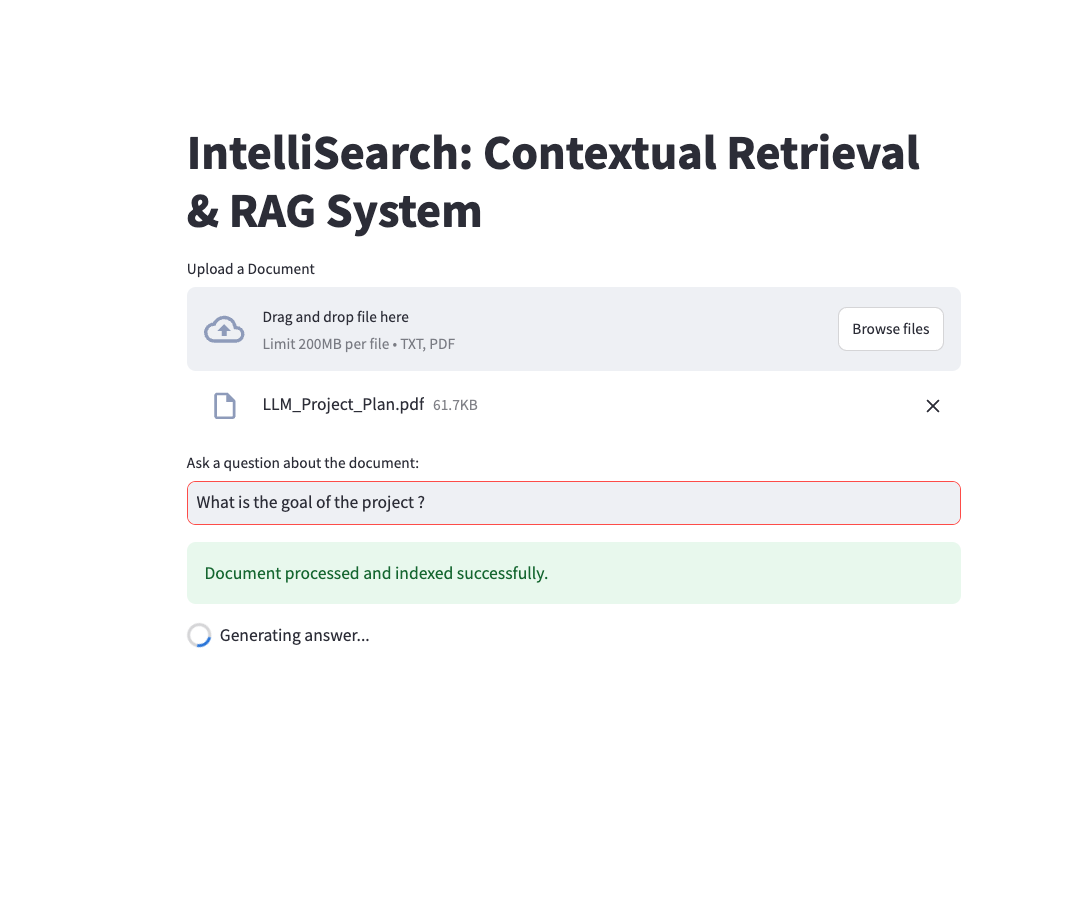 IntelliSearch: Contextual Retrieval
& RAG System
Upload a Document
Drag and drop file here
Limit 200MB per file • TXT, PDF
Browse files
LLM_Project_Plan.pdf 61.7KB
Ask a question about the document:
What is the goal of the project ?
Document processed and indexed successfully.
Generating answer...